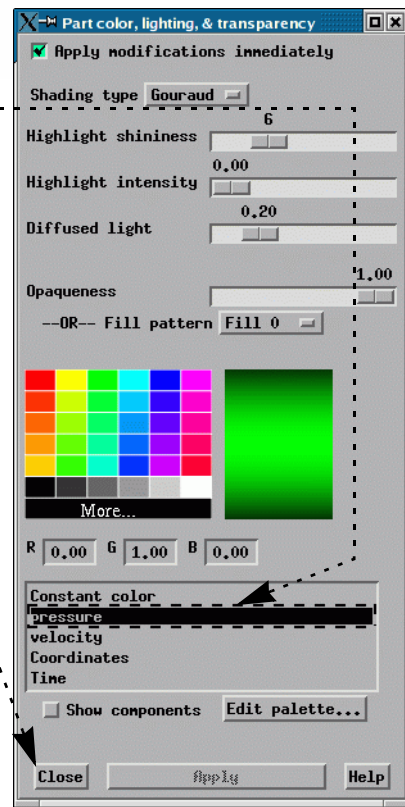 Part color, lighting, & transparency
Apply modifications immediately
Shading type Gouraud
6
Highlight shininess
0.00
Highlight intensity
0.20
Diffused light
1.00
Opaqueness
--OR-- Fill pattern Fill 0
More...
R 0.00 G 1.00 B 0.00
Constant color
pressure
velocity
Coordinates
Time
Show components Edit palette...
Close Apply Help